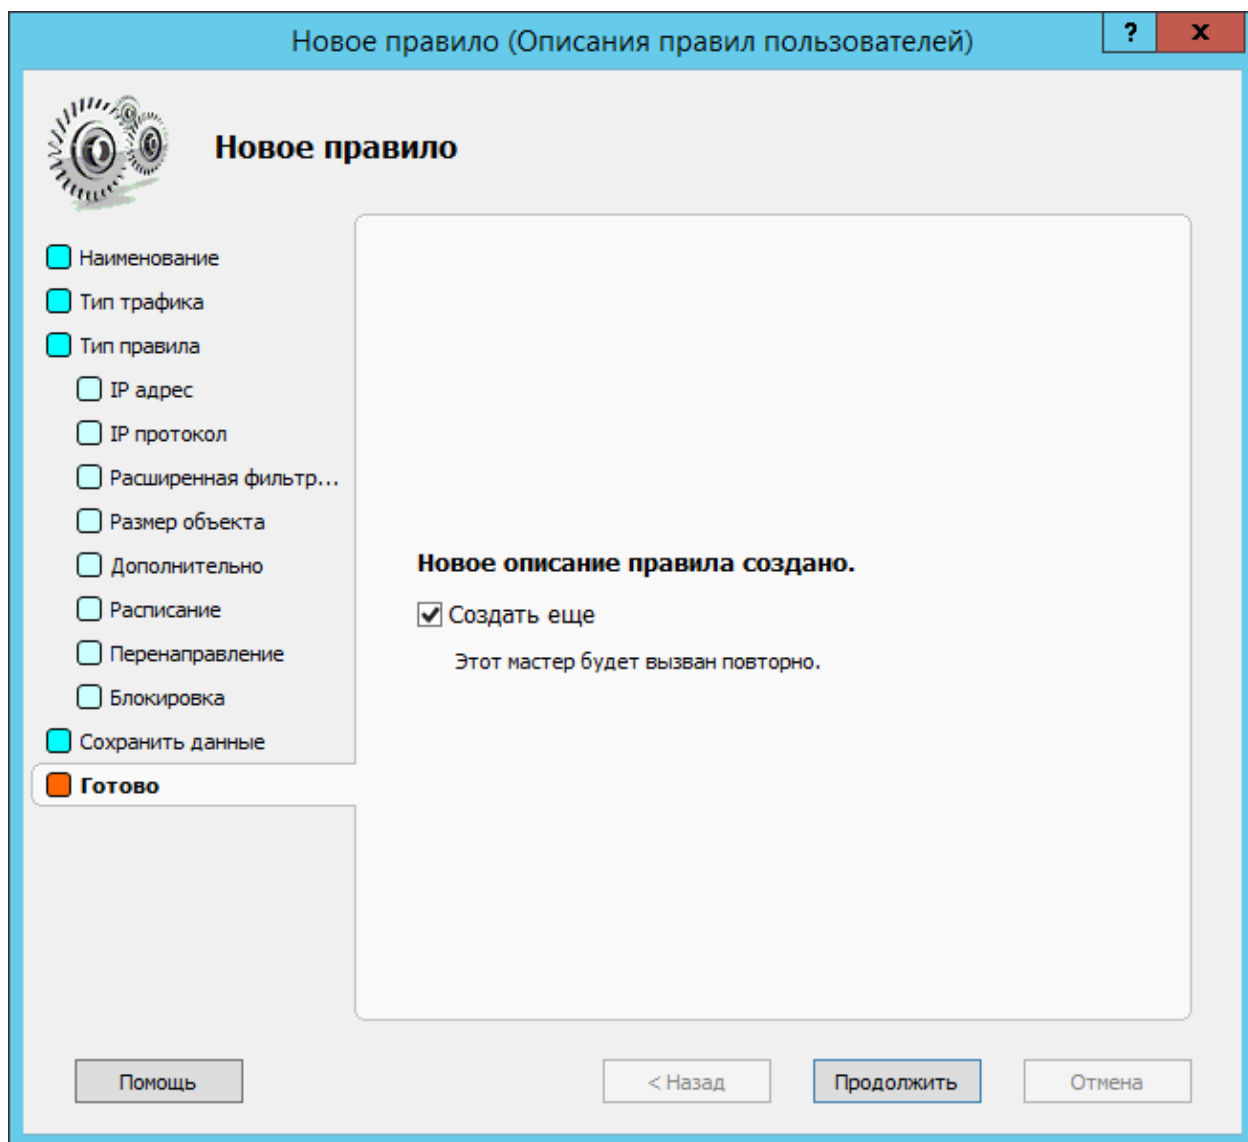 Новое правило (Описания правил пользователей)
?
x
Новое правило
Наименование
Тип трафика
Тип правила
IP адрес
IP протокол
Расширенная фильтр...
Размер объекта
Дополнительно
Расписание
Перенаправление
Блокировка
Сохранить данные
Готово
Новое описание правила создано.
Создать еще
Этот мастер будет вызван повторно.
Помощь
< Назад
Продолжить
Отмена